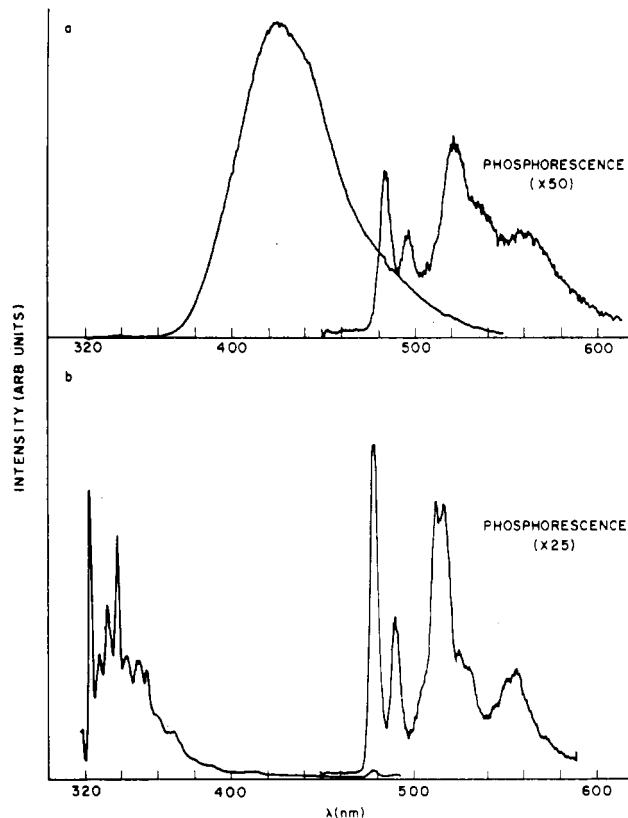 a
PHOSPHORESCENCE
(X50)
320
400
500
600
INTENSITY (ARB UNITS)
b
PHOSPHORESCENCE
(X25)
320
400
500
600
λ(nm)